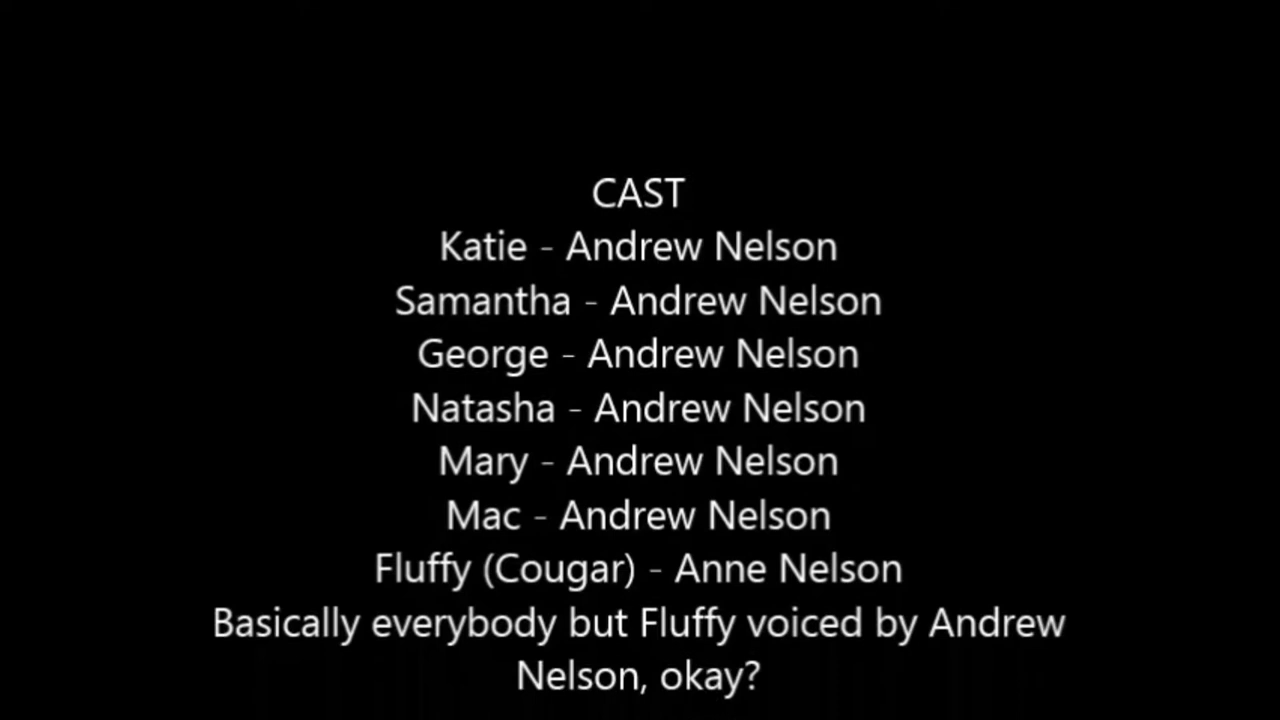 CAST
Katie - Andrew Nelson
Samantha - Andrew Nelson
George - Andrew Nelson
Natasha - Andrew Nelson
Mary - Andrew Nelson
Mac - Andrew Nelson
Fluffy (Cougar) - Anne Nelson
Basically everybody but Fluffy voiced by Andrew
Nelson, okay?